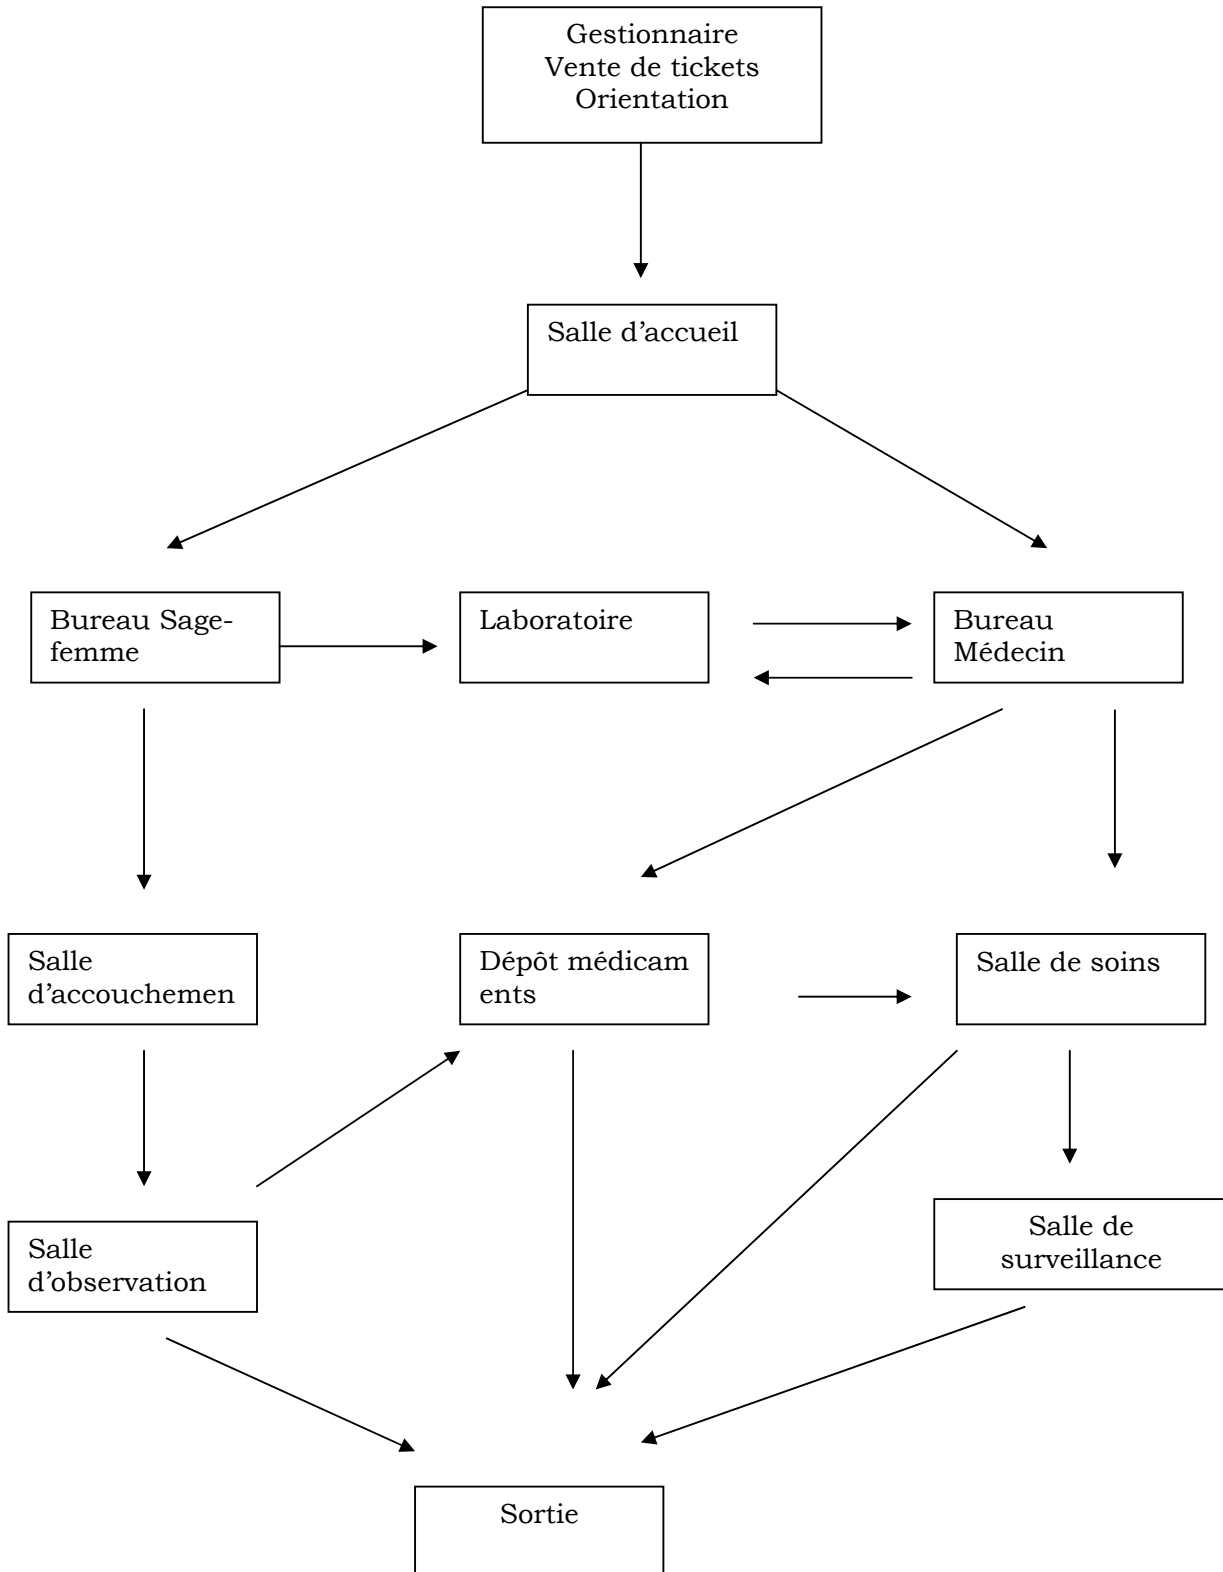 Gestionnaire
Vente de tickets
Orientation
Salle d’accueil
Bureau Sage-
femme
Laboratoire
Bureau
Médecin
Salle
d’accouchemen
Dépôt médicam
ents
Salle de soins
Salle
d’observation
Salle de
surveillance
Sortie